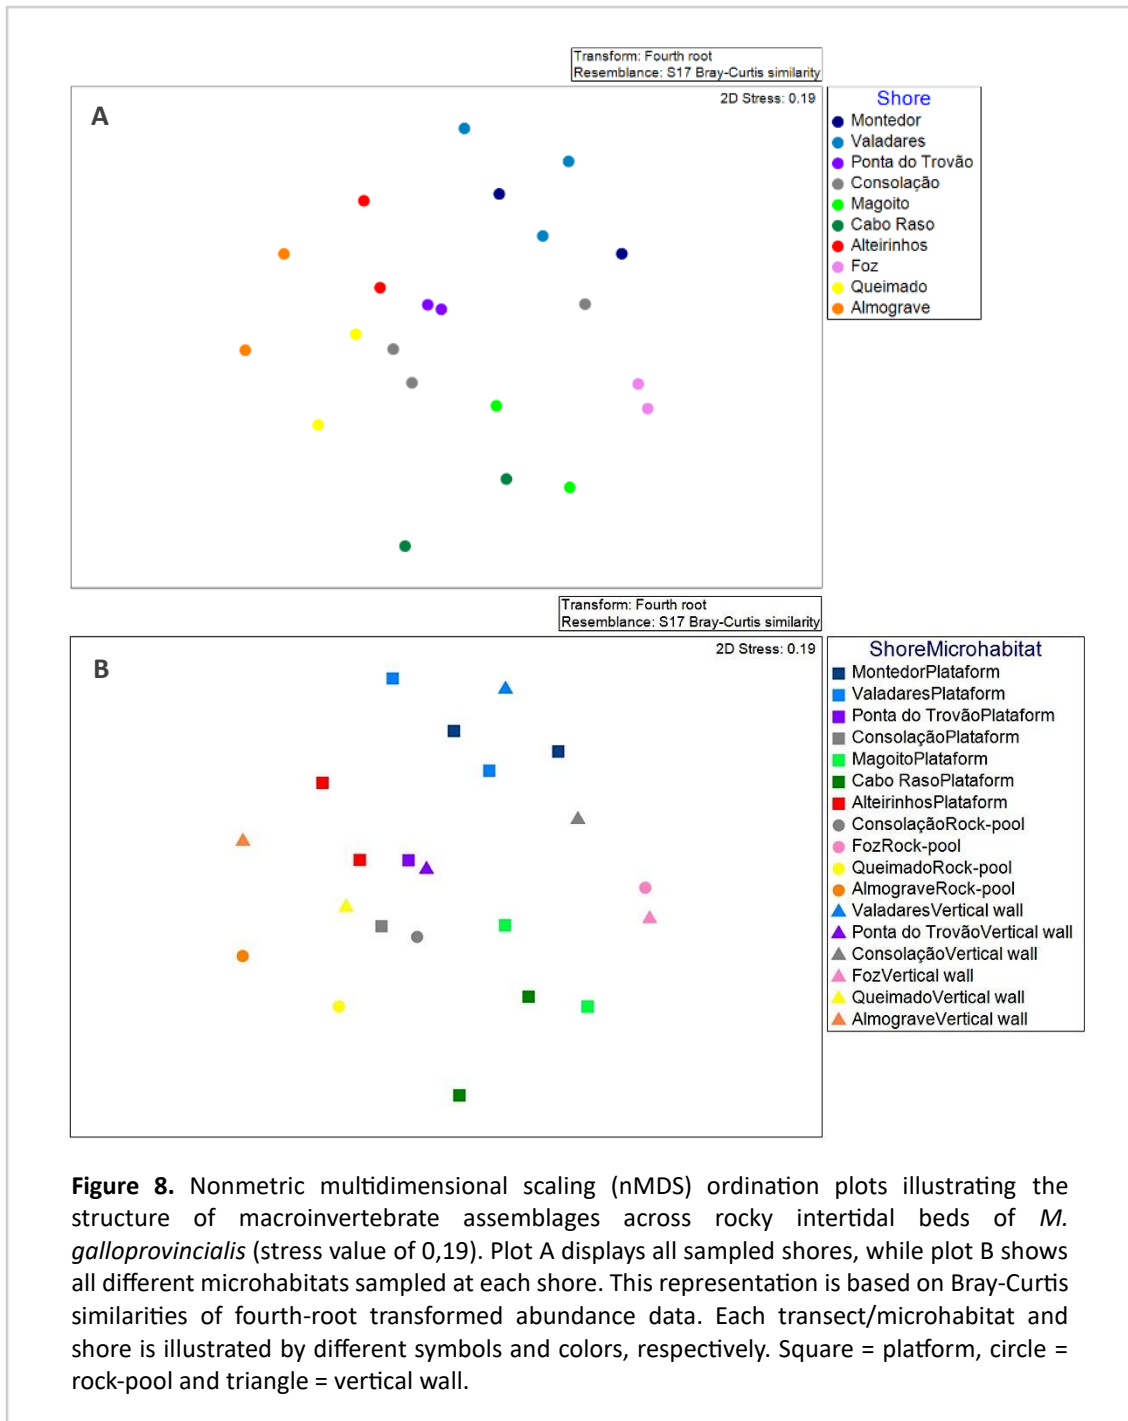 Transform: Fourth root
Resemblance: S17 Bray-Curtis similarity
A
2D Stress: 0.19
Shore
Montedor
Valadares
Ponta do Trovão
Consolação
Magoito
Cabo Raso
Alteirinhos
Foz
Queimado
Almograve
Transform: Fourth root
Resemblance: S17 Bray-Curtis similarity
B
2D Stress: 0.19
ShoreMicrohabitat
MontedorPlataform
ValadaresPlataform
Ponta do TrovãoPlataform
ConsolaçãoPlataform
MagoitoPlataform
Cabo RasoPlataform
AlteirinhosPlataform
ConsolaçãoRock-pool
FozRock-pool
QueimadoRock-pool
AlmograveRock-pool
ValadaresVertical wall
Ponta do TrovãoVertical wall
ConsolaçãoVertical wall
FozVertical wall
QueimadoVertical wall
AlmograveVertical wall
Figure 8. Nonmetric multidimensional scaling (nMDS) ordination plots illustrating the
structure of macroinvertebrate assemblages across rocky intertidal beds of M.
galloprovincialis (stress value of 0,19). Plot A displays all sampled shores, while plot B shows
all different microhabitats sampled at each shore. This representation is based on Bray-Curtis
similarities of fourth-root transformed abundance data. Each transect/microhabitat and
shore is illustrated by different symbols and colors, respectively. Square = platform, circle =
rock-pool and triangle = vertical wall.